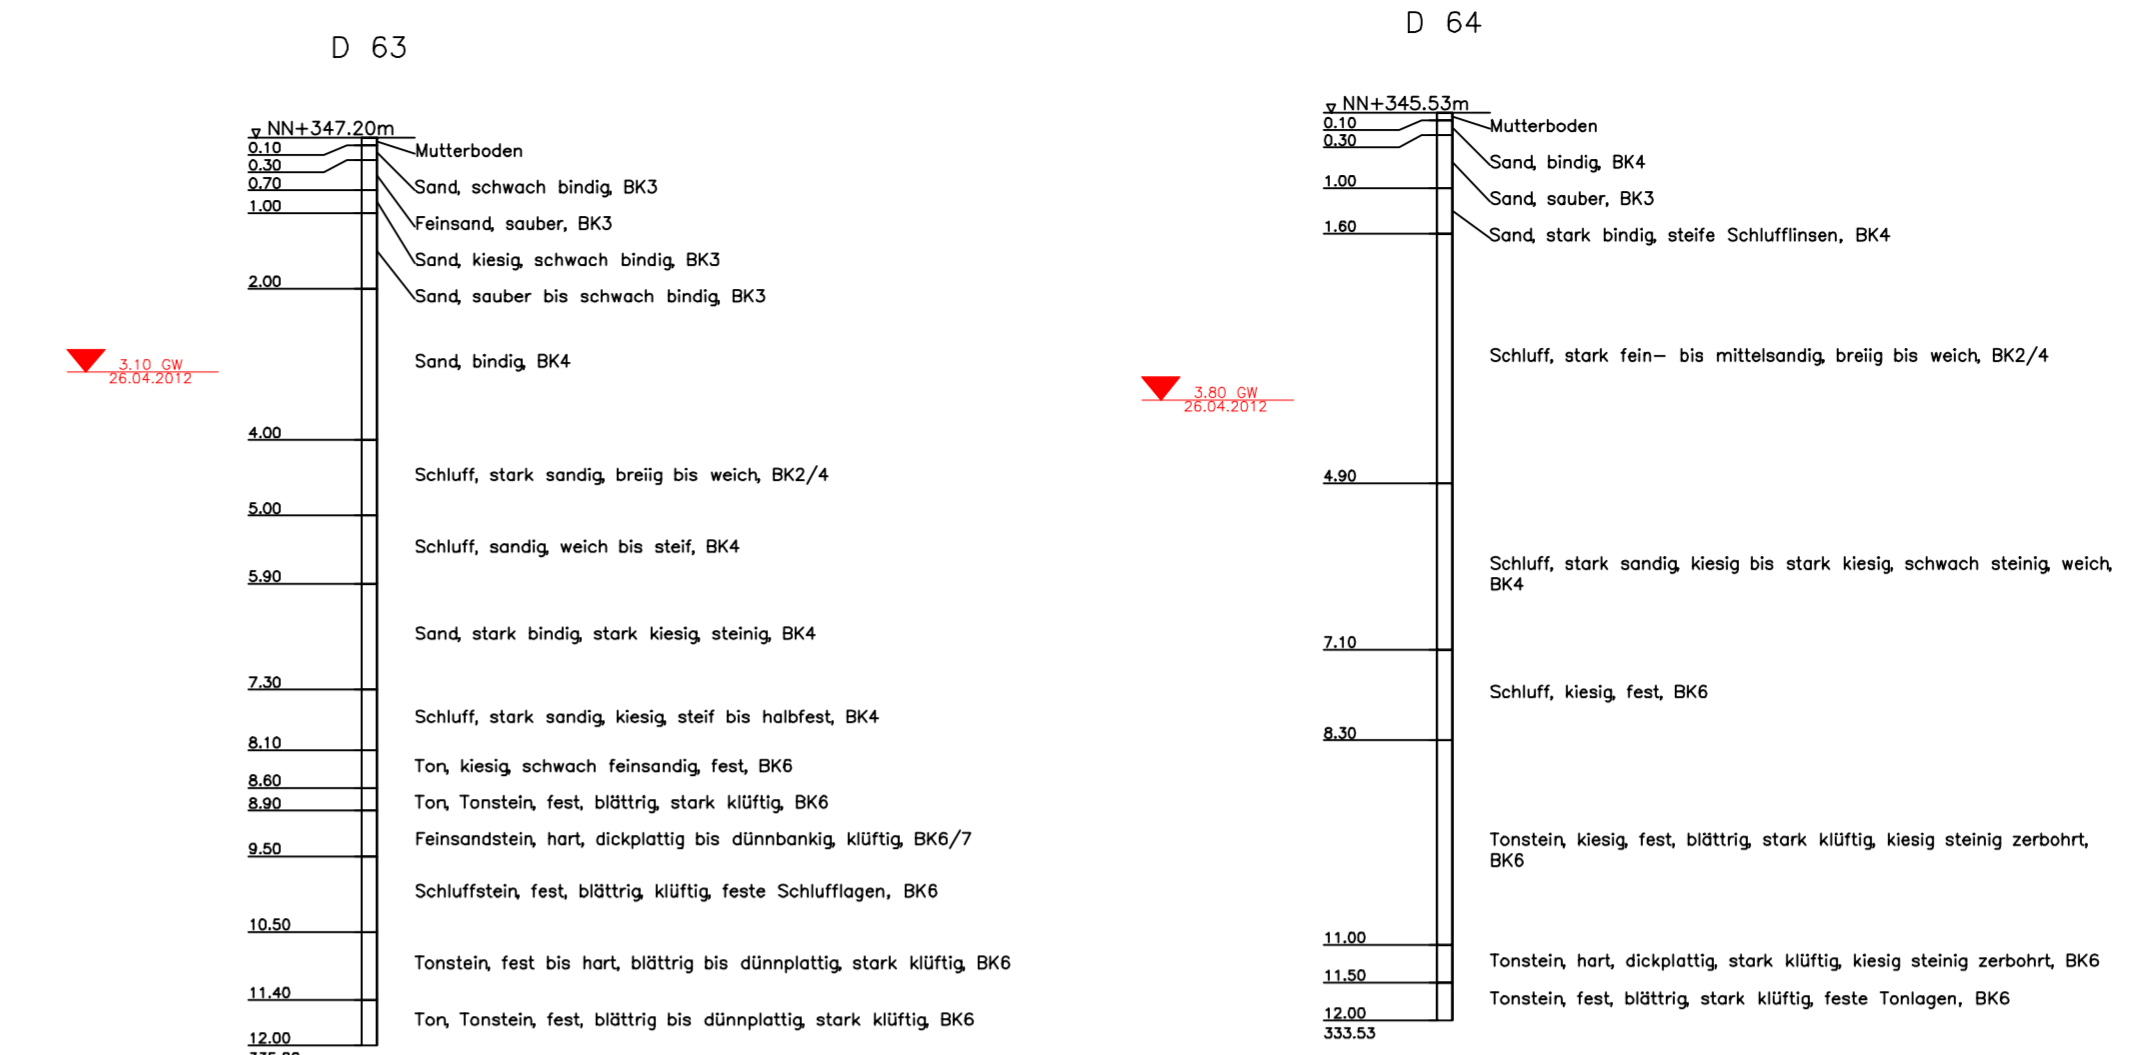 D 63
NN+347.20m
0.10
Mutterboden
0.30
0.70
Sand, schwach bindig, BK3
1.00
Feinsand, sauber, BK3
Sand, kiesig, schwach bindig, BK3
2.00
Sand, sauber bis schwach bindig, BK3
3.10 GW
26.04.2012
Sand, bindig, BK4
4.00
Schluff, stark sandig, breiig bis weich, BK2/4
5.00
Schluff, sandig, weich bis steif, BK4
5.90
Sand, stark bindig, stark kiesig, steinig, BK4
7.30
Schluff, stark sandig, kiesig, steif bis halbfest, BK4
8.10
Ton, kiesig, schwach feinsandig, fest, BK6
8.60
Ton, Tonstein, fest, blättrig, stark klüftig, BK6
8.90
Feinsandstein, hart, dickplattig bis dünnbankig, klüftig, BK6/7
9.50
Schluffstein, fest, blättrig, klüftig, feste Schlufflagen, BK6
10.50
Tonstein, fest bis hart, blättrig bis dünnplattig, stark klüftig, BK6
11.40
Ton, Tonstein, fest, blättrig bis dünnplattig, stark klüftig, BK6
12.00
D 64
NN+345.53m
0.10
Mutterboden
0.30
Sand, bindig, BK4
1.00
Sand, sauber, BK3
1.60
Sand, stark bindig, steife Schlufflinsen, BK4
Schluff, stark fein- bis mittelsandig, breiig bis weich, BK2/4
3.80 GW
26.04.2012
4.90
Schluff, stark sandig, kiesig bis stark kiesig, schwach steinig, weich,
BK4
7.10
Schluff, kiesig, fest, BK6
8.30
Tonstein, kiesig, fest, blättrig, stark klüftig, kiesig steinig zerbohrt,
BK6
11.00
Tonstein, hart, dickplattig, stark klüftig, kiesig steinig zerbohrt, BK6
11.50
Tonstein, fest, blättrig, stark klüftig, feste Tonlagen, BK6
12.00
333.53